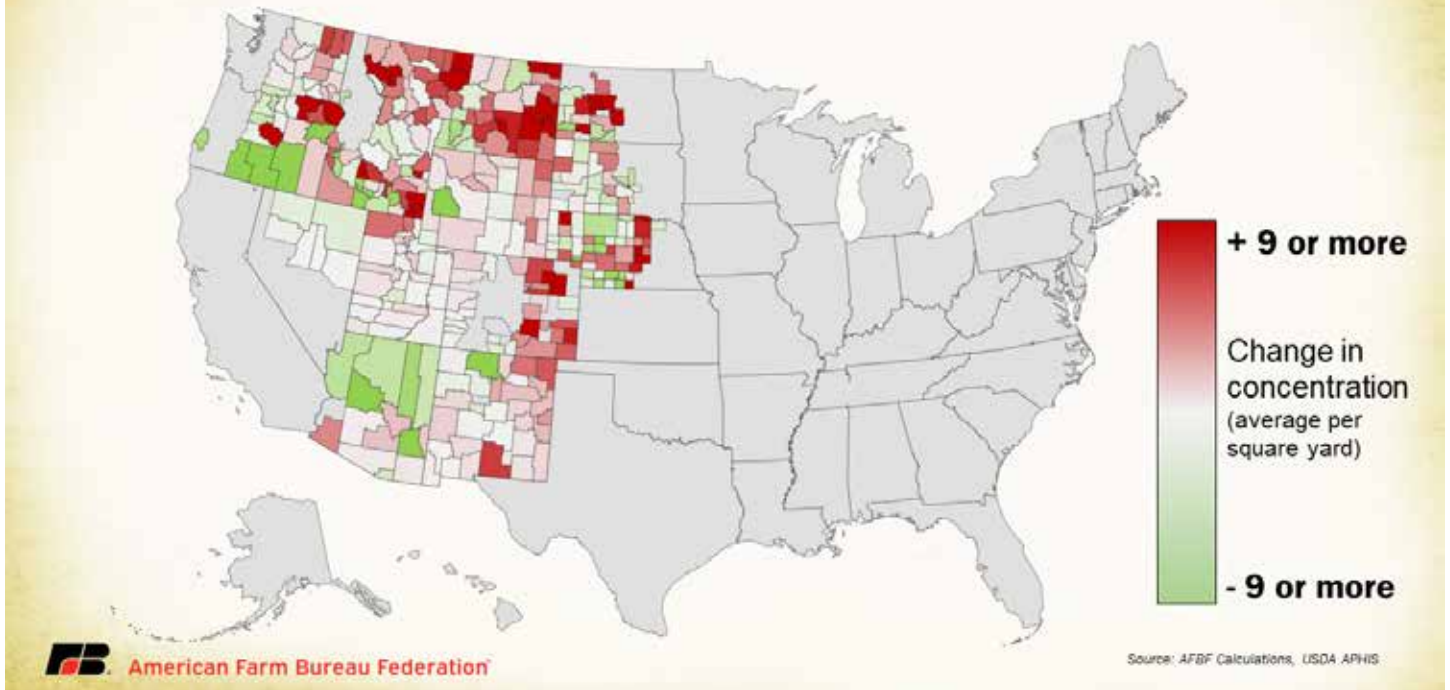 + 9 or more
Change in
concentration
(average per
square yard)
- 9 or more
FB.
American Farm Bureau Federation®
Source: AFBF Calculations, USDA APHIS